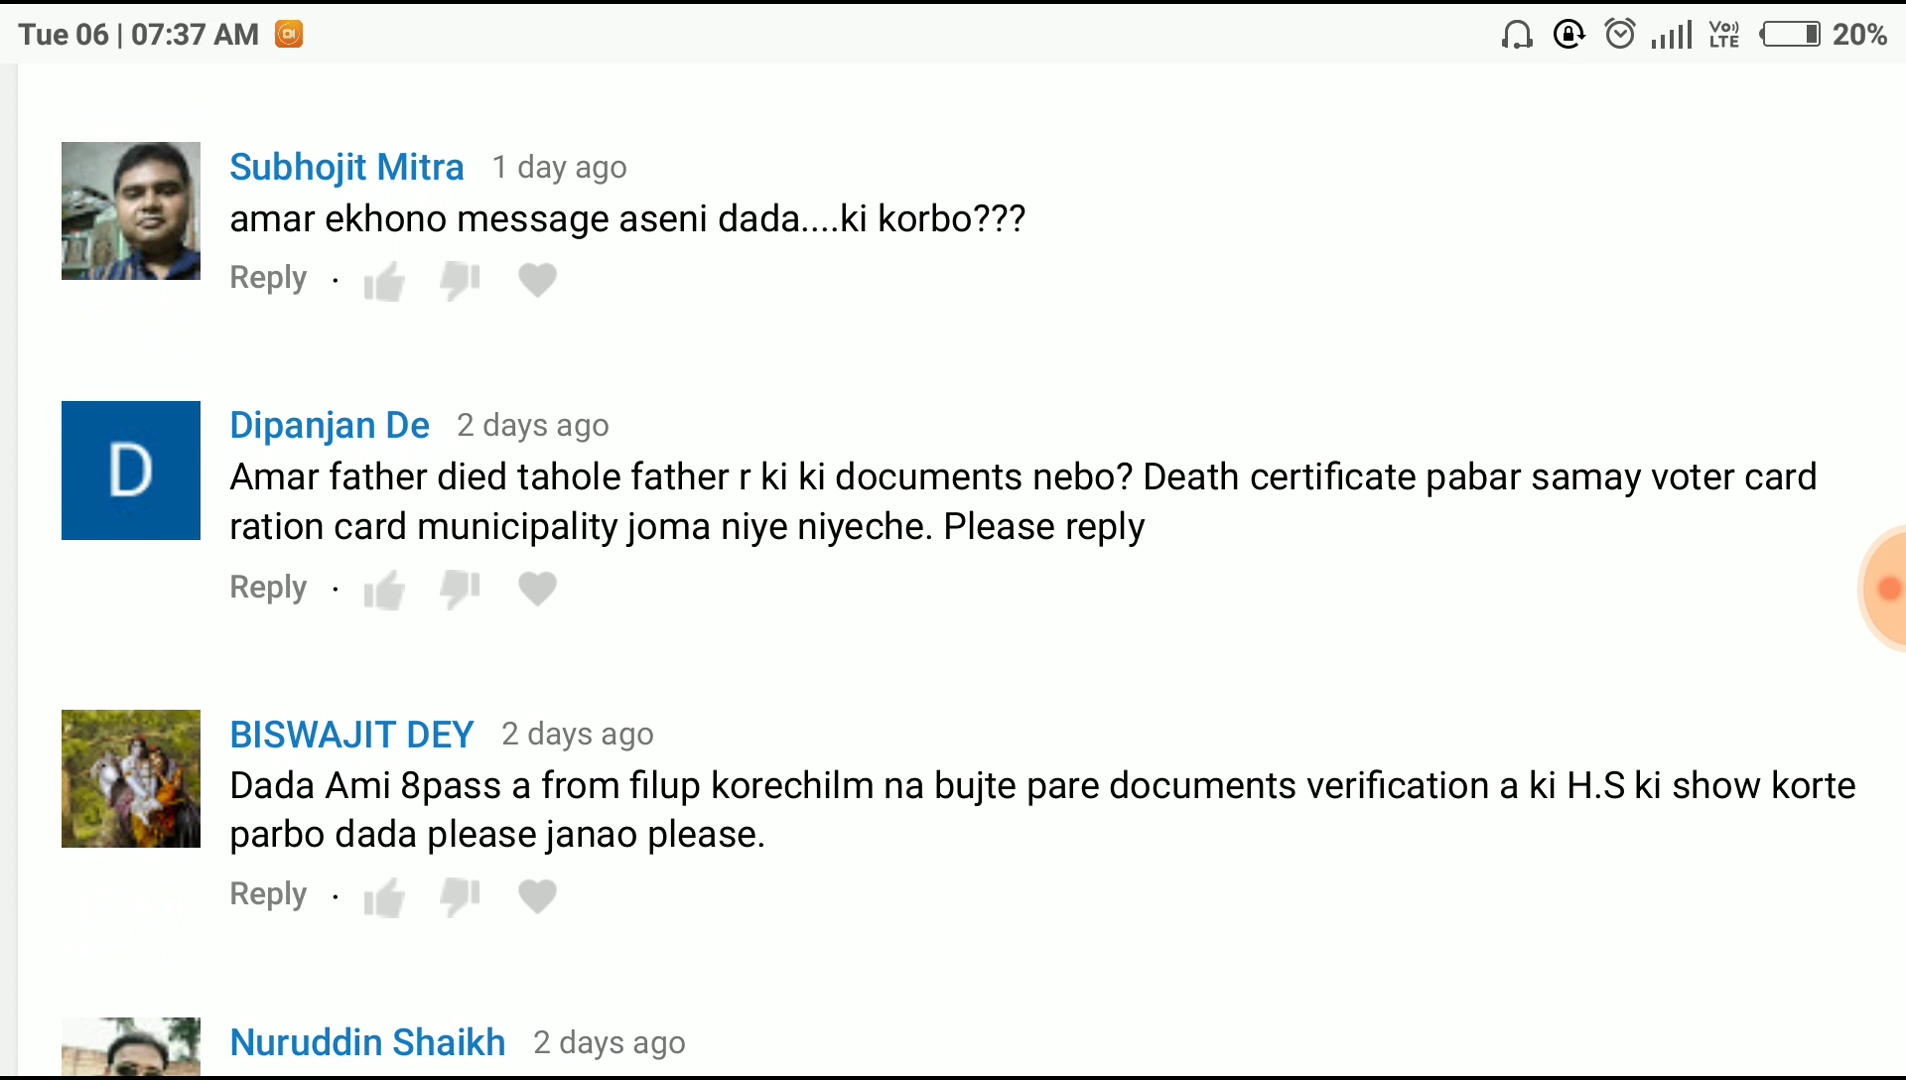 Tue 06 | 07:37 AM
Vo)) LTE 20%
Subhojit Mitra 1 day ago
amar ekhono message aseni dada....ki korbo???
Reply ·
D
Dipanjan De 2 days ago
Amar father died tahole father r ki ki documents nebo? Death certificate pabar samay voter card
ration card municipality joma niye niyeche. Please reply
Reply ·
BISWAJIT DEY 2 days ago
Dada Ami 8pass a from filup korechilm na bujte pare documents verification a ki H.S ki show korte
parbo dada please janao please.
Reply ·
Nuruddin Shaikh 2 days ago